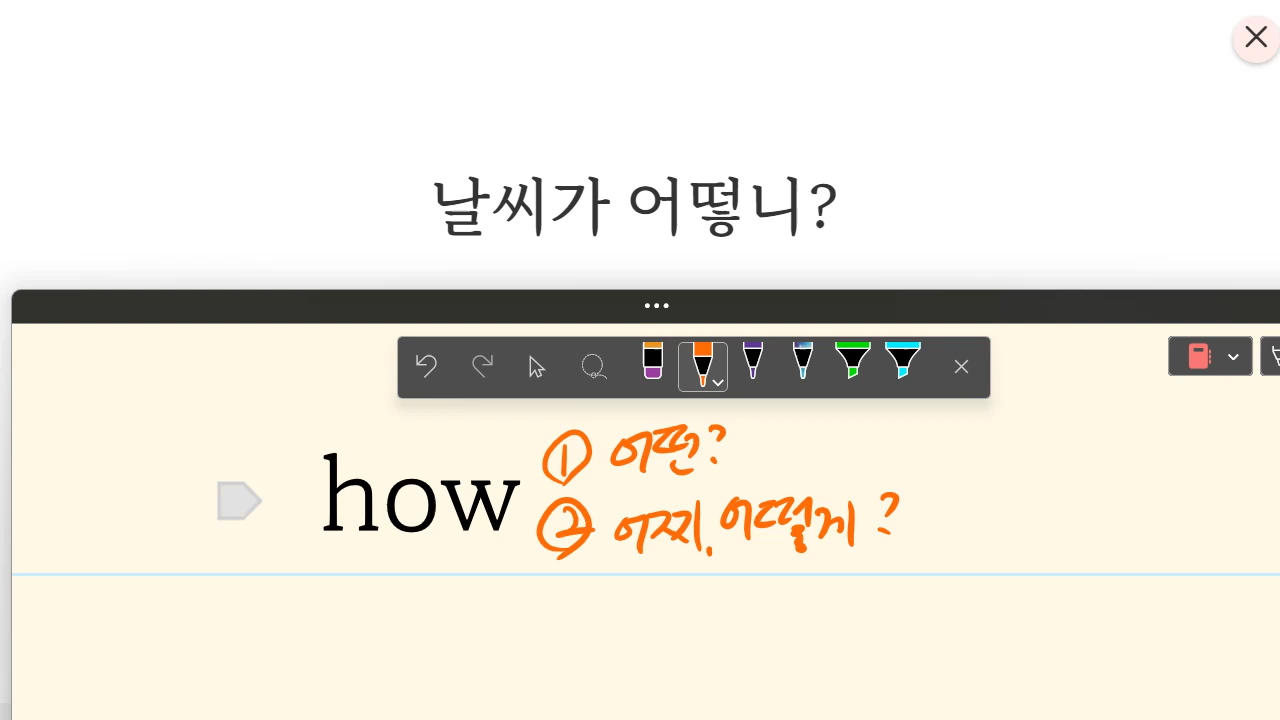 날씨가 어떻니?
how
① 어떤?
② 어찌, 어떻게?